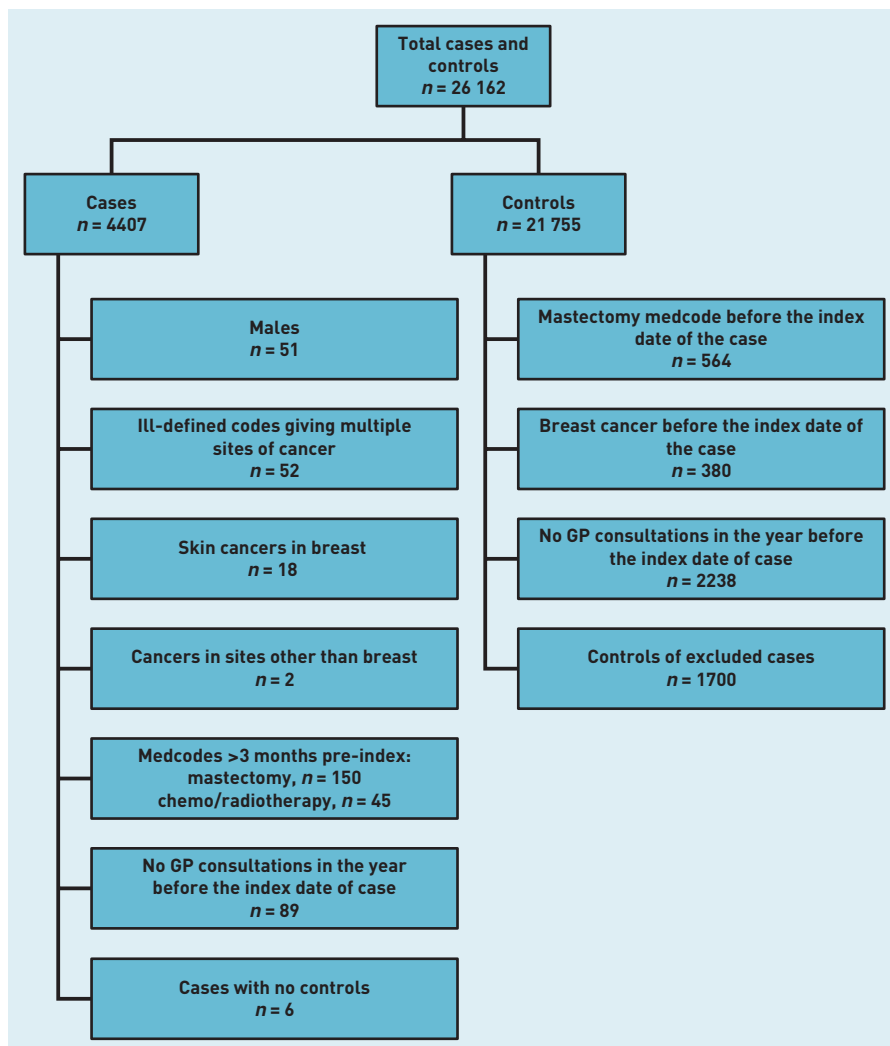 Total cases and
controls
n = 26 162
Cases
n = 4407
Controls
n = 21 755
Males
n = 51
Ill-defined codes giving multiple
sites of cancer
n = 52
Skin cancers in breast
n = 18
Cancers in sites other than breast
n = 2
Medcodes >3 months pre-index:
mastectomy, n = 150
chemo/radiotherapy, n = 45
No GP consultations in the year
before the index date of case
n = 89
Cases with no controls
n = 6
Mastectomy medcode before the index
date of the case
n = 564
Breast cancer before the index date of
the case
n = 380
No GP consultations in the year before
the index date of case
n = 2238
Controls of excluded cases
n = 1700